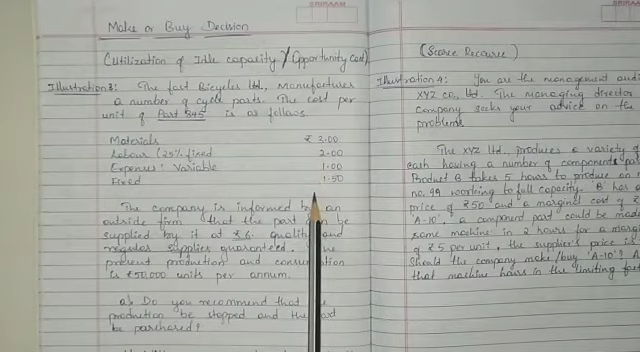 SRIRAAM
Make or Buy Decision
(Utilization of Idle capacity / Opportunity Cost)
Illustration 3: The fast Bicycles Ltd., manufactures
a number of cycle parts. The cost per
unit of Part 545 is as follows
Materials ₹ 3.00
Labour (25% fixed 2.00
Expenses: Variable 1.00
Fixed 1.50
The company is informed by an
outside firm that the part can be
supplied by it at ₹6. quality and
regular supplies guaranteed. The
present production and consumption
is ₹50,000 units per annum.
a) Do you recommend that the
production be stopped and the
be purchased?
(Scarce Resource)
Illustration 4: You are the management
XYZ co., Ltd. The managing director
company seeks your advice on the
problems
The XYZ ltd. produces a variety
each having a number of components
Product B takes 5 hours to produce on
no. 99 working to full capacity. B has
price of ₹50 and a marginal cost of ₹
'A-10', a component part could be made
same machine in 2 hours for a
of ₹5 per unit, the supplier's price is
Should the company make/buy 'A-10'?
that machine hours in the limiting